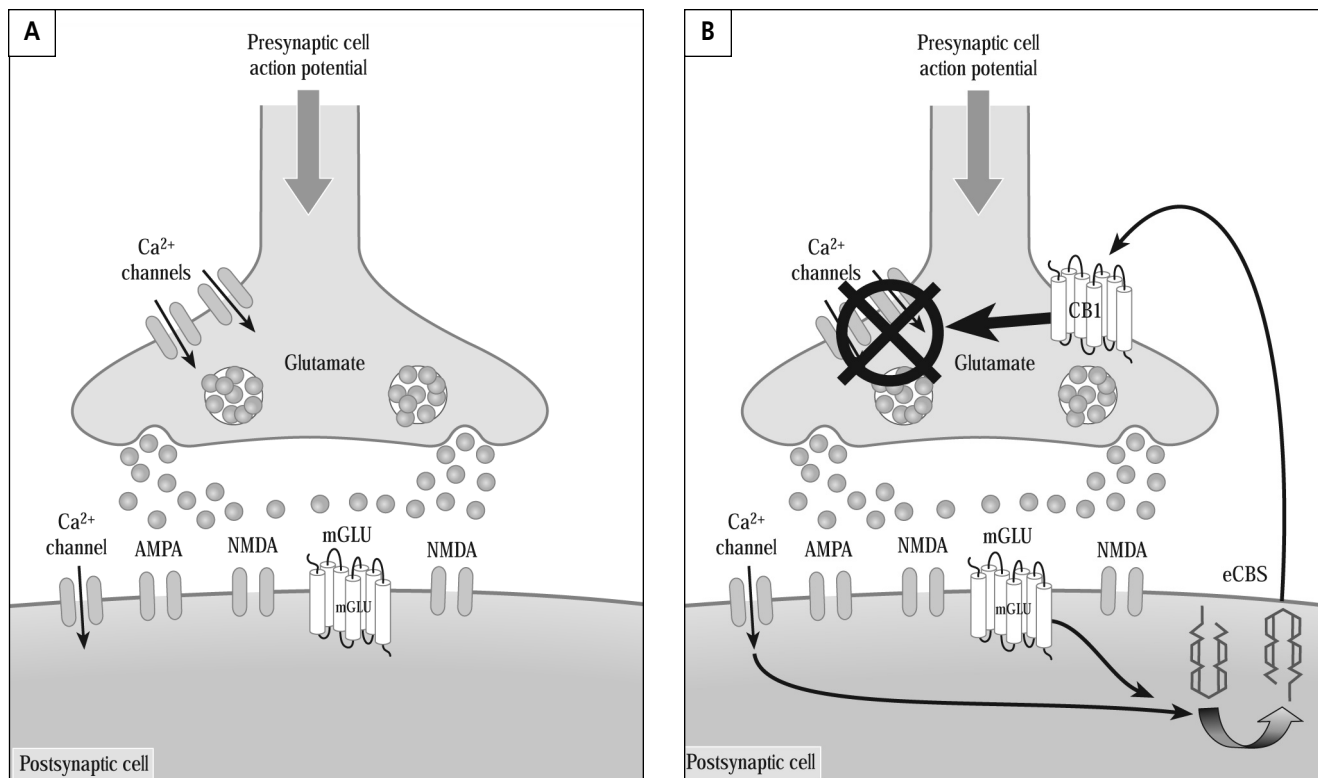 A
Presynaptic cell
action potential
Ca²⁺
channels
Glutamate
Ca²⁺
channel
AMPA
NMDA
mGLU
NMDA
mGLU
Postsynaptic cell
B
Presynaptic cell
action potential
Ca²⁺
channels
CB1
Glutamate
Ca²⁺
channel
AMPA
NMDA
mGLU
NMDA
eCBS
mGLU
Postsynaptic cell